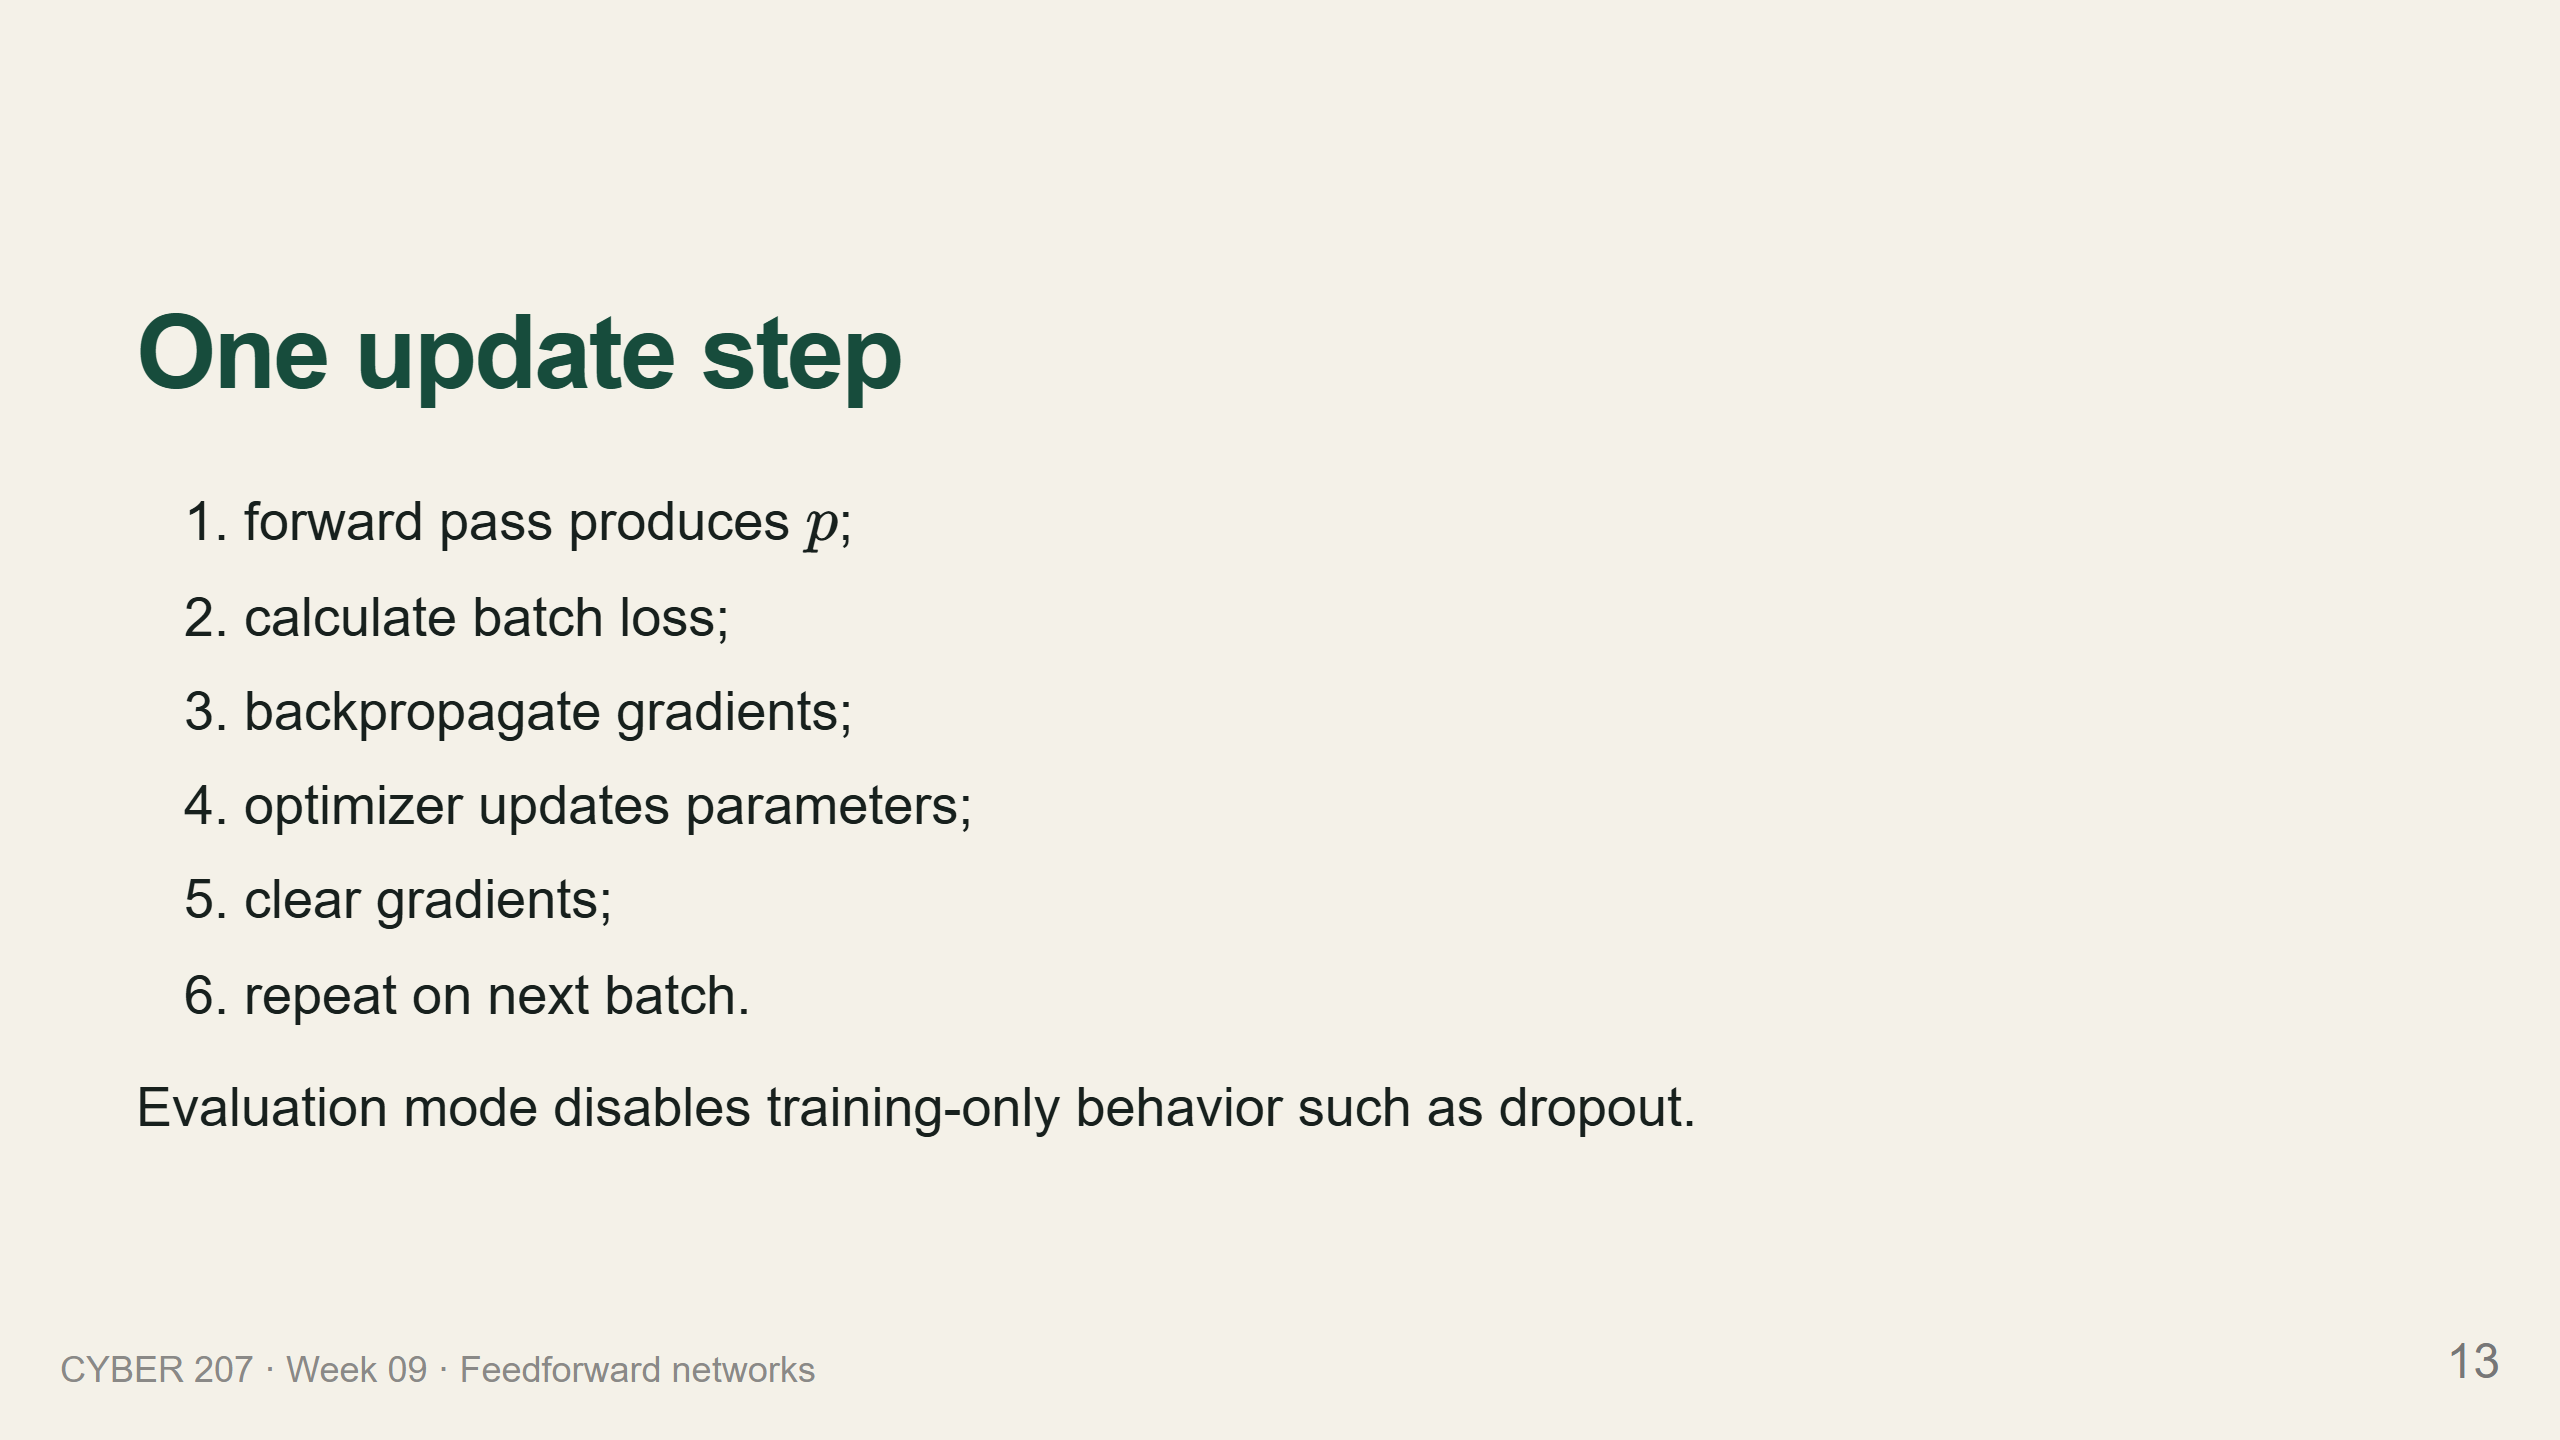 One update step
1. forward pass produces p;
2. calculate batch loss;
3. backpropagate gradients;
4. optimizer updates parameters;
5. clear gradients;
6. repeat on next batch.
Evaluation mode disables training-only behavior such as dropout.
CYBER 207 · Week 09 · Feedforward networks
13